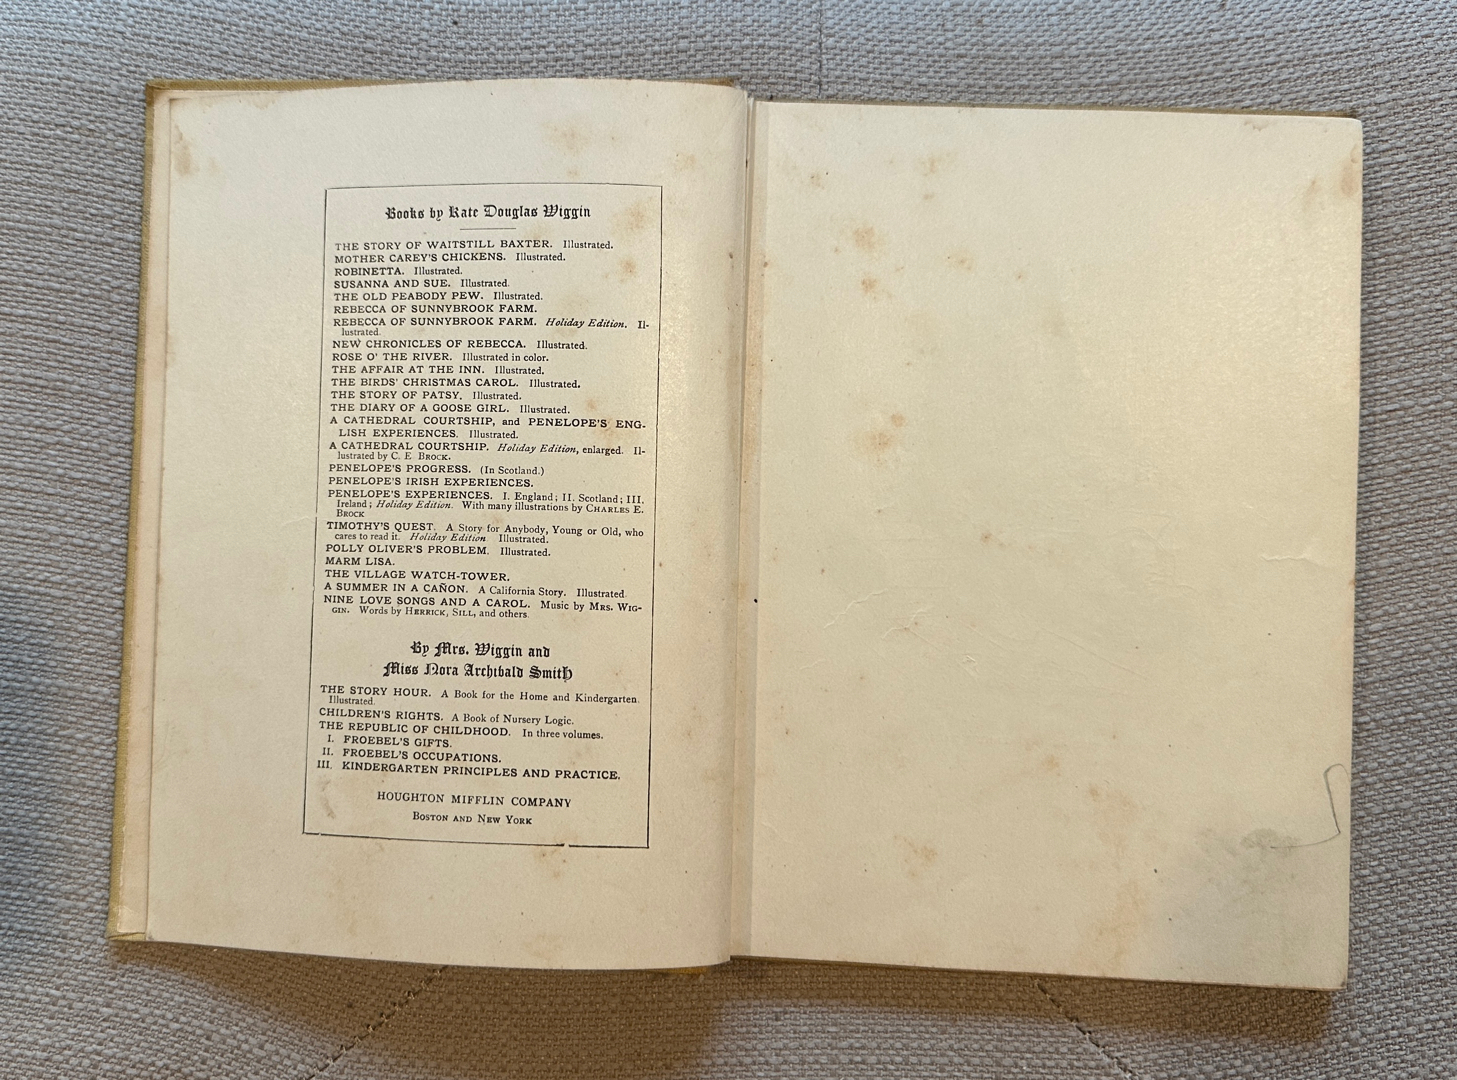 Books by Kate Douglas Wiggin
THE STORY OF WAITSTILL BAXTER. Illustrated.
MOTHER CAREY'S CHICKENS. Illustrated.
ROBINETTA. Illustrated.
SUSANNA AND SUE. Illustrated.
THE OLD PEABODY PEW. Illustrated.
REBECCA OF SUNNYBROOK FARM.
REBECCA OF SUNNYBROOK FARM. Holiday Edition. Il-
lustrated.
NEW CHRONICLES OF REBECCA. Illustrated.
ROSE O' THE RIVER. Illustrated in color.
THE AFFAIR AT THE INN. Illustrated.
THE BIRDS' CHRISTMAS CAROL. Illustrated.
THE STORY OF PATSY. Illustrated.
THE DIARY OF A GOOSE GIRL. Illustrated.
A CATHEDRAL COURTSHIP, and PENELOPE'S ENG-
LISH EXPERIENCES. Illustrated.
A CATHEDRAL COURTSHIP. Holiday Edition, enlarged. Il-
lustrated by C. E. BROCK.
PENELOPE'S PROGRESS. (In Scotland.)
PENELOPE'S IRISH EXPERIENCES.
PENELOPE'S EXPERIENCES. I. England; II. Scotland; III.
Ireland; Holiday Edition. With many illustrations by CHARLES E.
BROCK
TIMOTHY'S QUEST. A Story for Anybody, Young or Old, who
cares to read it. Holiday Edition. Illustrated.
POLLY OLIVER'S PROBLEM. Illustrated.
MARM LISA.
THE VILLAGE WATCH-TOWER.
A SUMMER IN A CAÑON. A California Story. Illustrated.
NINE LOVE SONGS AND A CAROL. Music by MRS. WIG-
GIN. Words by HERRICK, SILL, and others.
By Mrs. Wiggin and
Miss Nora Archibald Smith
THE STORY HOUR. A Book for the Home and Kindergarten.
Illustrated.
CHILDREN'S RIGHTS. A Book of Nursery Logic.
THE REPUBLIC OF CHILDHOOD. In three volumes.
I. FROEBEL'S GIFTS.
II. FROEBEL'S OCCUPATIONS.
III. KINDERGARTEN PRINCIPLES AND PRACTICE.
HOUGHTON MIFFLIN COMPANY
BOSTON AND NEW YORK